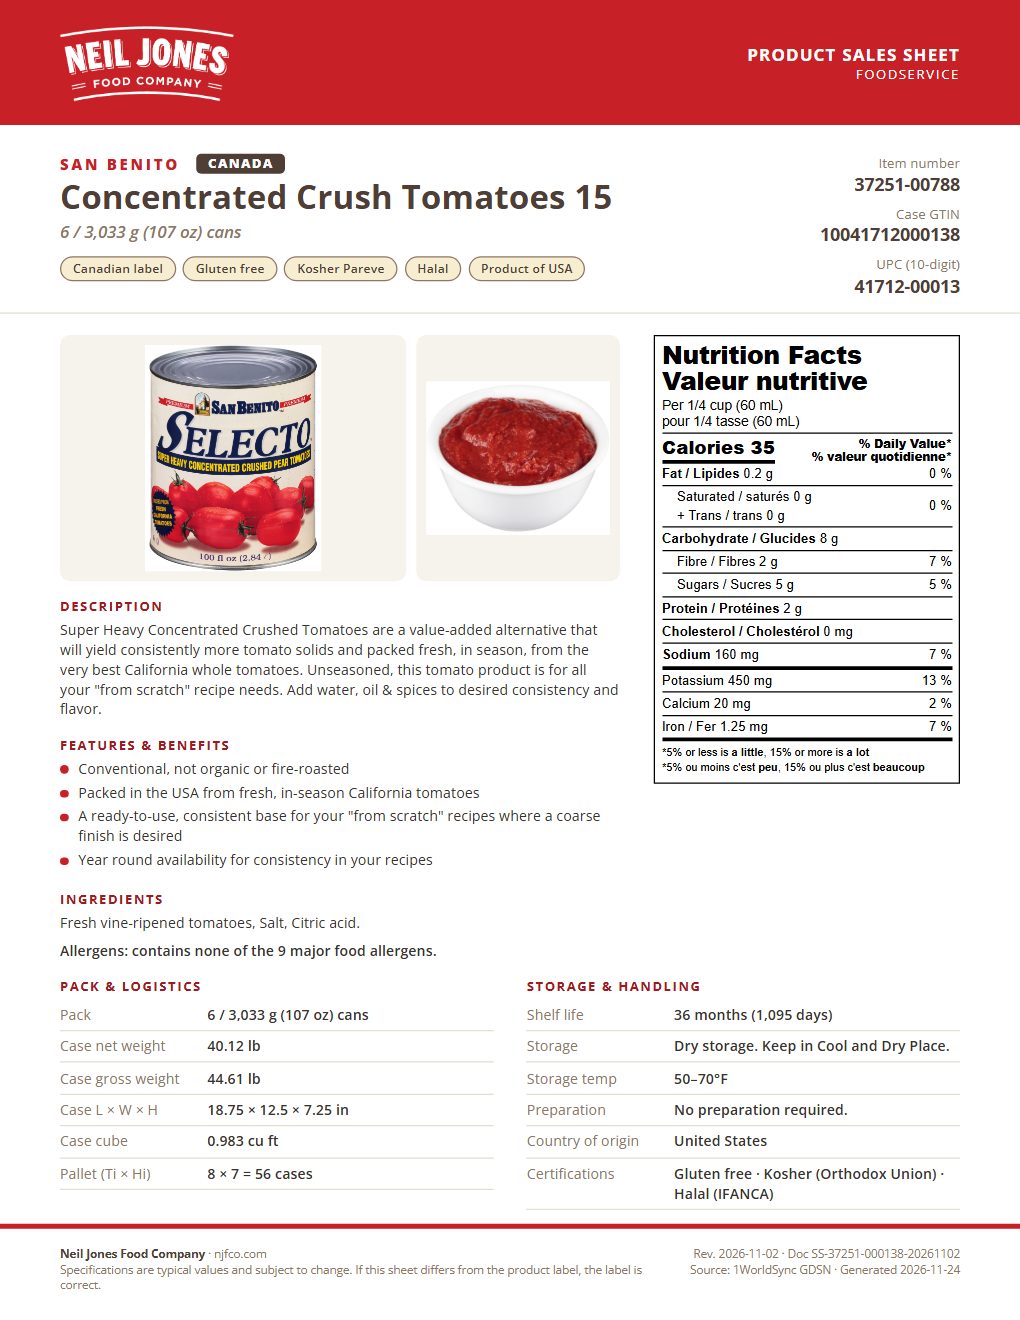 NEIL JONES
FOOD COMPANY
PRODUCT SALES SHEET
FOODSERVICE
SAN BENITO CANADA
Concentrated Crush Tomatoes 15
6 / 3,033 g (107 oz) cans
Canadian label Gluten free Kosher Pareve Halal Product of USA
Item number
37251-00788
Case GTIN
10041712000138
UPC (10-digit)
41712-00013
PREMIUM SAN BENITO PREMIUM
SELECTO
SUPER HEAVY CONCENTRATED CRUSHED PEAR TOMATOES
PACKED FROM
FRESH
CALIFORNIA
TOMATOES
100 fl oz (2.84
DESCRIPTION
Super Heavy Concentrated Crushed Tomatoes are a value-added alternative that
will yield consistently more tomato solids and packed fresh, in season, from the
very best California whole tomatoes. Unseasoned, this tomato product is for all
your "from scratch" recipe needs. Add water, oil & spices to desired consistency and
flavor.
FEATURES & BENEFITS
Conventional, not organic or fire-roasted
Packed in the USA from fresh, in-season California tomatoes
A ready-to-use, consistent base for your "from scratch" recipes where a coarse
finish is desired
Year round availability for consistency in your recipes
INGREDIENTS
Fresh vine-ripened tomatoes, Salt, Citric acid.
Allergens: contains none of the 9 major food allergens.
Nutrition Facts
Valeur nutritive
Per 1/4 cup (60 mL)
pour 1/4 tasse (60 mL)
Calories 35
% Daily Value*
% valeur quotidienne*
Fat / Lipides 0.2 g 0 %
Saturated / saturés 0 g
+ Trans / trans 0 g
0 %
Carbohydrate / Glucides 8 g
Fibre / Fibres 2 g 7 %
Sugars / Sucres 5 g 5 %
Protein / Protéines 2 g
Cholesterol / Cholestérol 0 mg
Sodium 160 mg 7 %
Potassium 450 mg 13 %
Calcium 20 mg 2 %
Iron / Fer 1.25 mg 7 %
*5% or less is a little, 15% or more is a lot
*5% ou moins c'est peu, 15% ou plus c'est beaucoup
PACK & LOGISTICS
Pack 6 / 3,033 g (107 oz) cans
Case net weight 40.12 lb
Case gross weight 44.61 lb
Case L × W × H 18.75 × 12.5 × 7.25 in
Case cube 0.983 cu ft
Pallet (Ti × Hi) 8 × 7 = 56 cases
STORAGE & HANDLING
Shelf life 36 months (1,095 days)
Storage Dry storage. Keep in Cool and Dry Place.
Storage temp 50–70°F
Preparation No preparation required.
Country of origin United States
Certifications Gluten free · Kosher (Orthodox Union) ·
Halal (IFANCA)
Neil Jones Food Company · njfco.com
Specifications are typical values and subject to change. If this sheet differs from the product label, the label is
correct.
Rev. 2026-11-02 · Doc SS-37251-000138-20261102
Source: 1WorldSync GDSN · Generated 2026-11-24